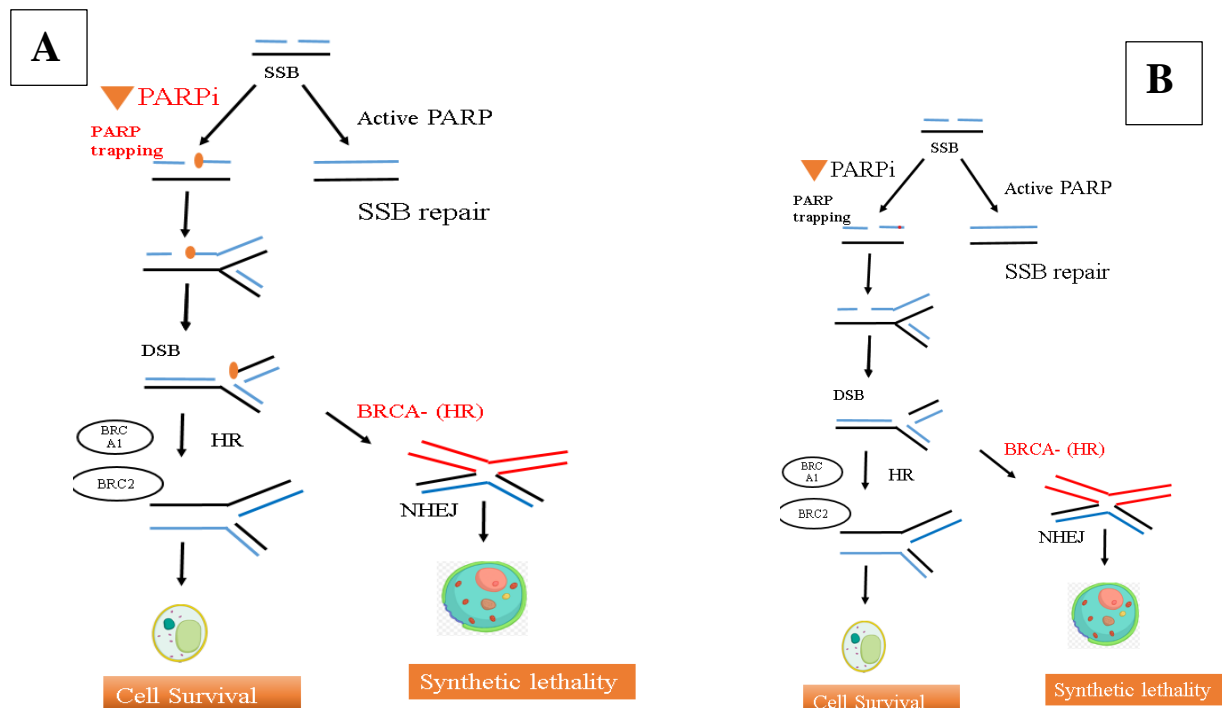 A
SSB
PARPi
Active PARP
PARP
trapping
SSB repair
DSB
BRCA- (HR)
BRC
A1
HR
BRC2
NHEJ
Cell Survival
Synthetic lethality
B
SSB
PARPi
Active PARP
PARP
trapping
SSB repair
DSB
BRCA- (HR)
BRC
A1
HR
BRC2
NHEJ
Cell Survival
Synthetic lethality